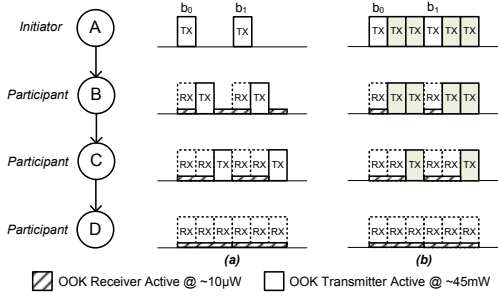 b0 b1 b0 b1
Initiator A TX TX TX TX TX TX TX TX
Participant B RX TX RX TX RX TX TX RX TX TX
Participant C RX RX TX RX RX TX RX RX TX RX RX TX
Participant D RX RX RX RX RX RX RX RX RX RX RX RX
(a) (b)
OOK Receiver Active @ ~10μW OOK Transmitter Active @ ~45mW